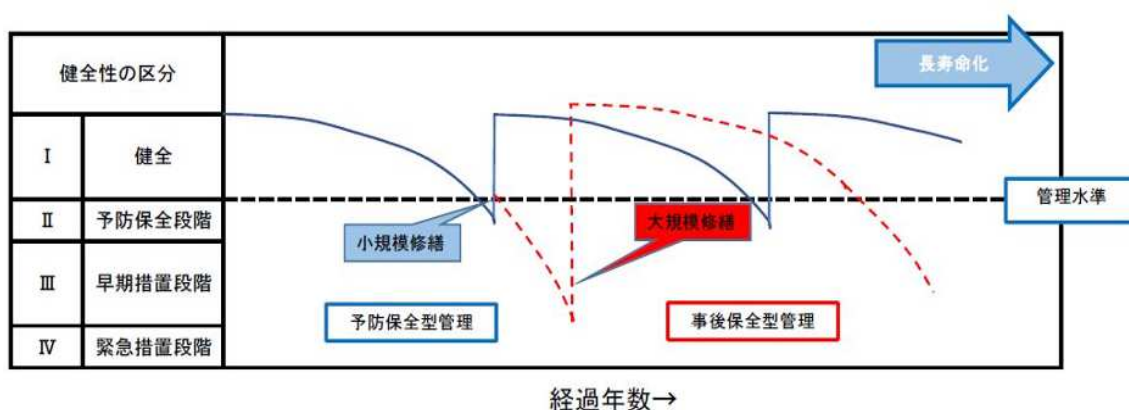 健全性の区分
長寿命化
Ⅰ 健全
管理水準
Ⅱ 予防保全段階
小規模修繕
大規模修繕
Ⅲ 早期措置段階
予防保全型管理
事後保全型管理
Ⅳ 緊急措置段階
経過年数→